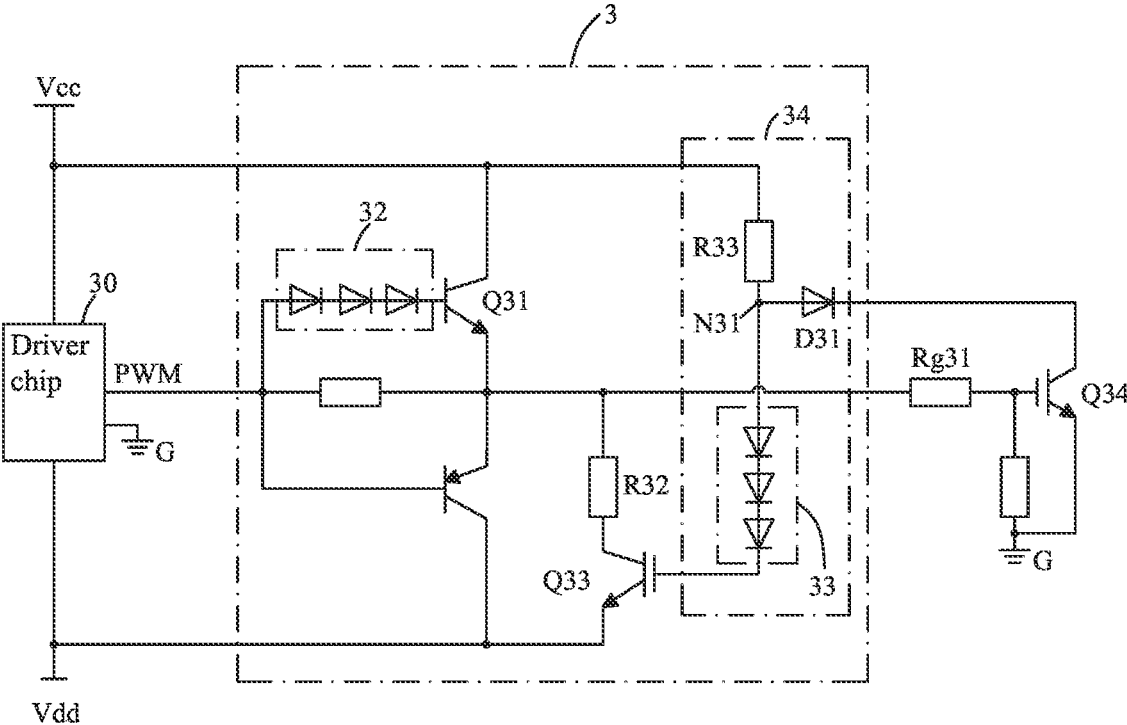 3
Vcc
34
32
R33
30
Q31
N31
D31
Driver
chip
PWM
Rg31
Q34
G
R32
Q33
33
G
Vdd